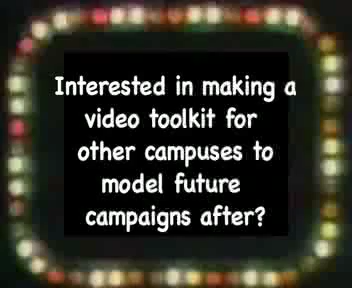 Interested in making a
video toolkit for
other campuses to
model future
campaigns after?